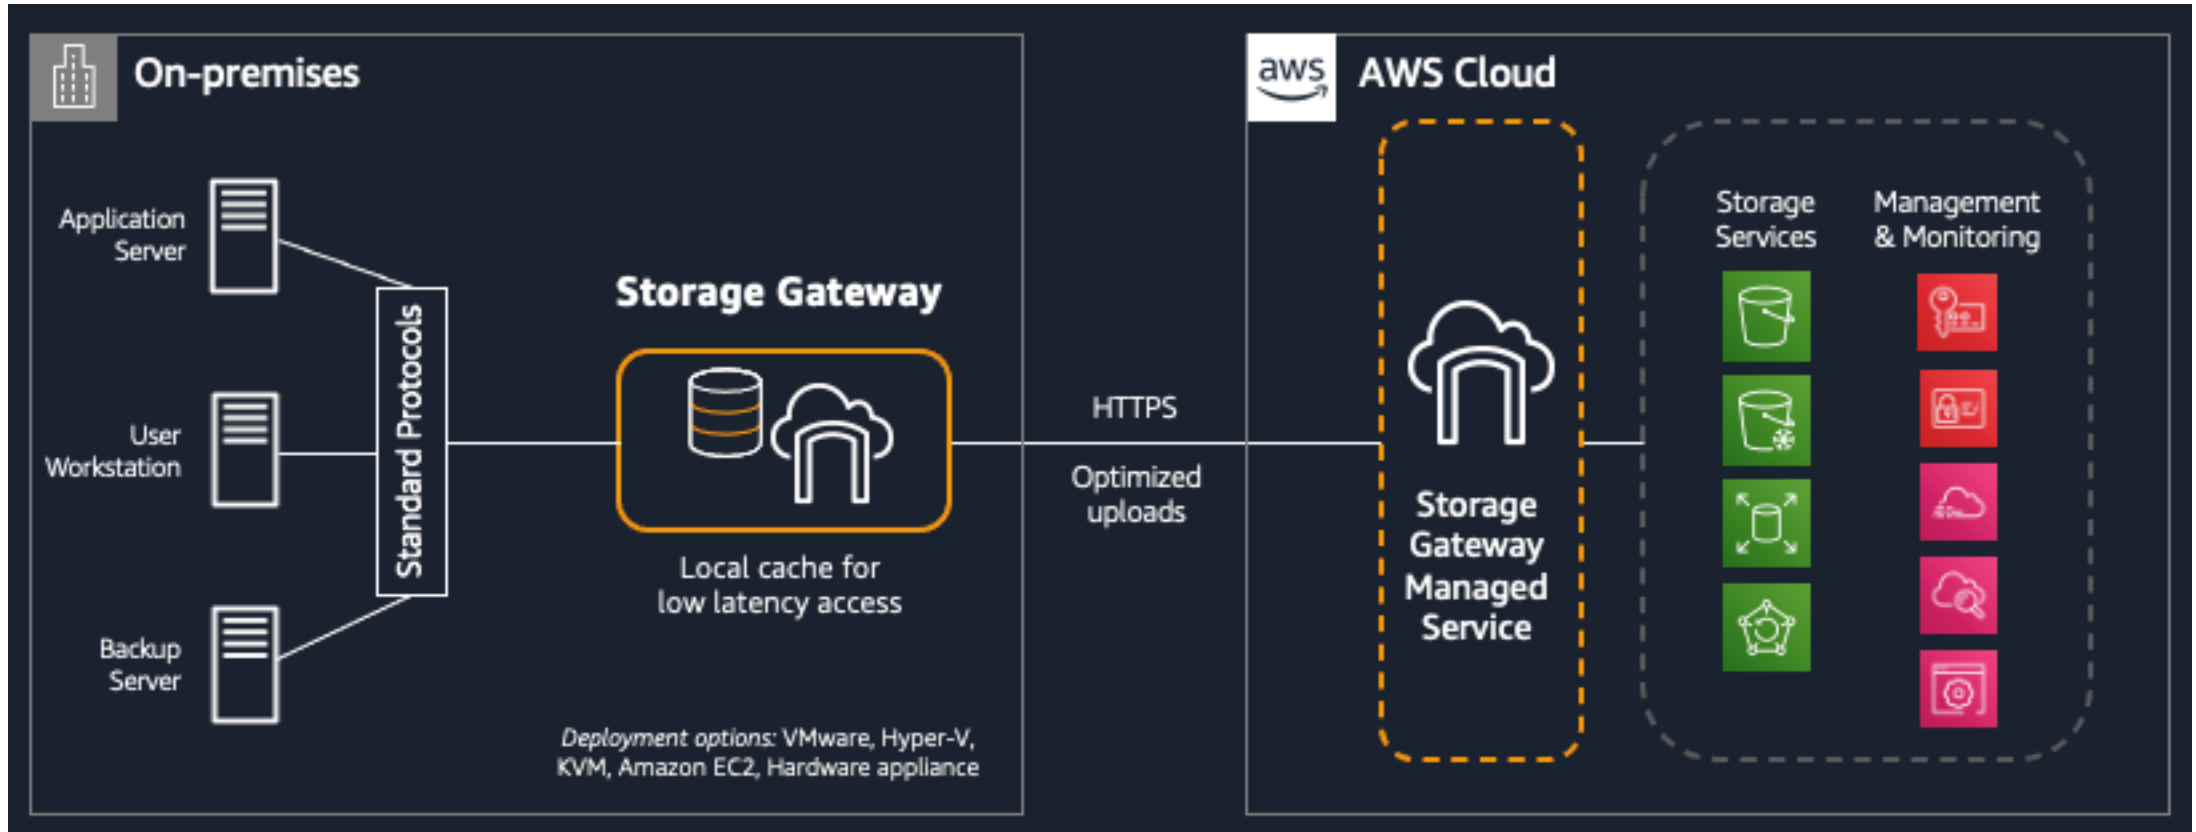 On-premises
Application
Server
User
Workstation
Backup
Server
Standard Protocols
Storage Gateway
Local cache for
low latency access
Deployment options: VMware, Hyper-V,
KVM, Amazon EC2, Hardware appliance
HTTPS
Optimized
uploads
aws
AWS Cloud
Storage
Gateway
Managed
Service
Storage
Services
Management
& Monitoring